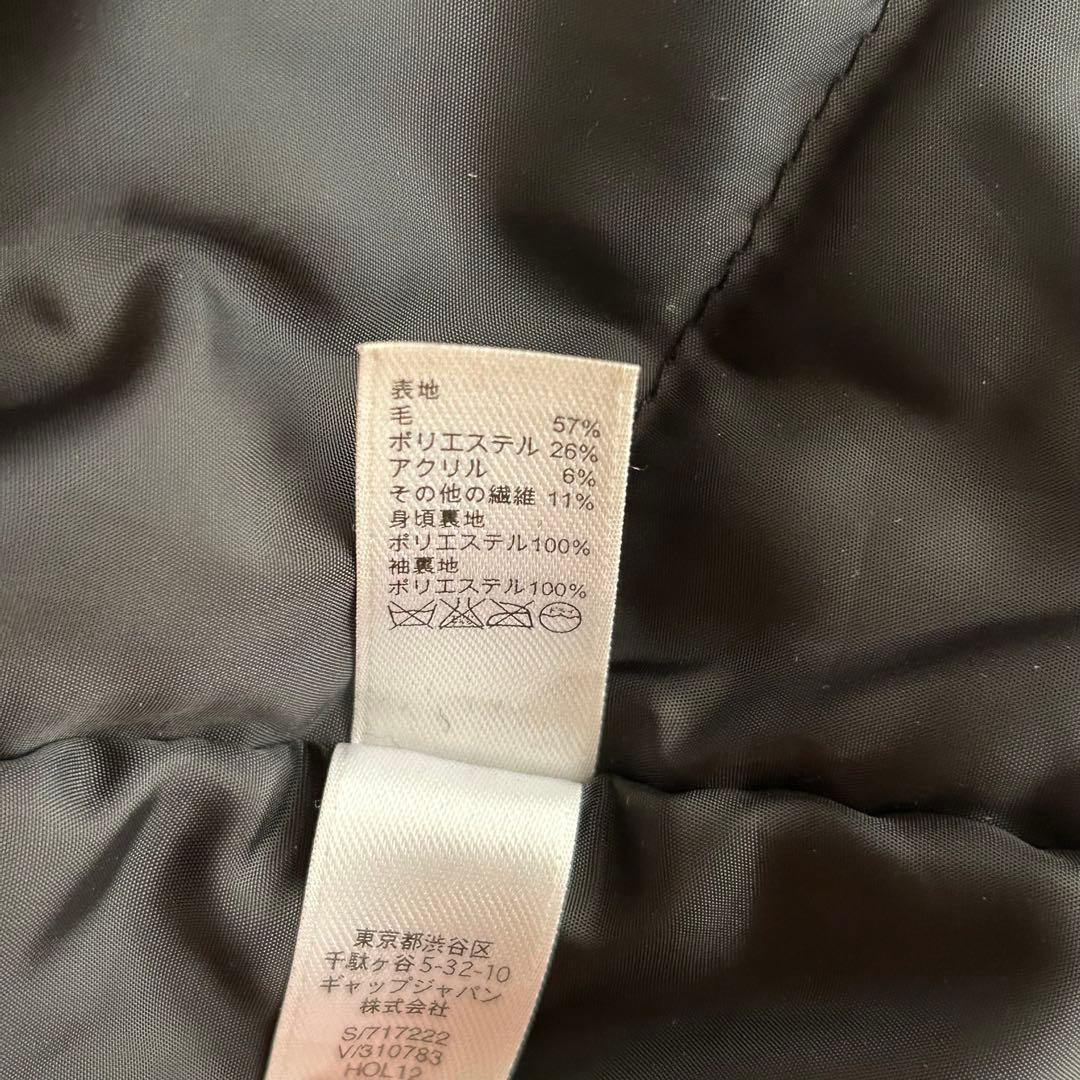 表地
毛 57%
ポリエステル 26%
アクリル 6%
その他の繊維 11%
身頃裏地
ポリエステル100%
袖裏地
ポリエステル100%
東京都渋谷区
千駄ヶ谷5-32-10
ギャップジャパン
株式会社
S/717222
V/310783
HOL12